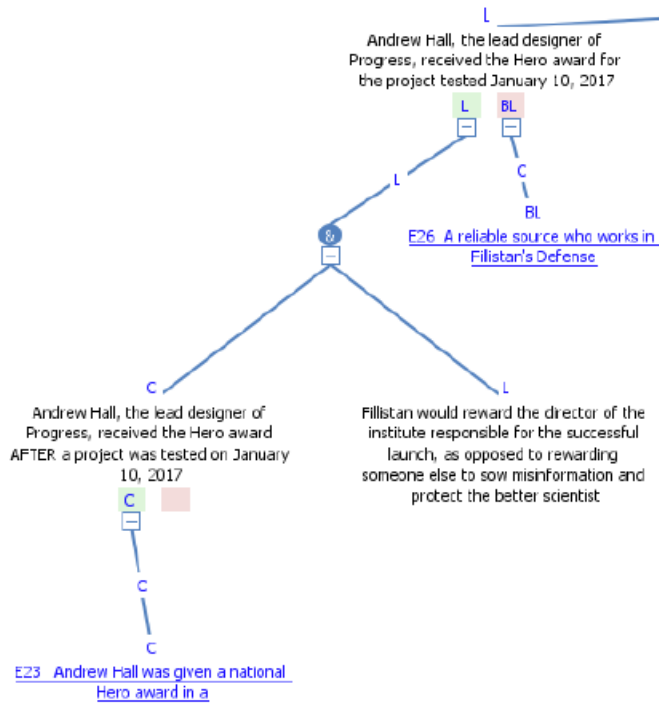 L
Andrew Hall, the lead designer of
Progress, received the Hero award for
the project tested January 10, 2017
L BL
L
C
&
BL
E26 A reliable source who works in
Filistan's Defense
C
L
Andrew Hall, the lead designer of
Progress, received the Hero award
AFTER a project was tested on January
10, 2017
Fillistan would reward the director of the
institute responsible for the successful
launch, as opposed to rewarding
someone else to sow misinformation and
protect the better scientist
C
C
C
E23 Andrew Hall was given a national
Hero award in a